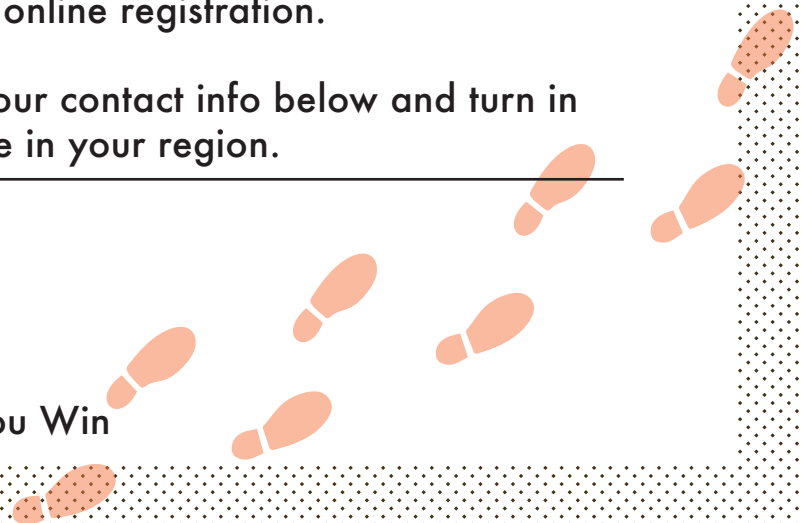 online registration.
our contact info below and turn in
e in your region.
ou Win